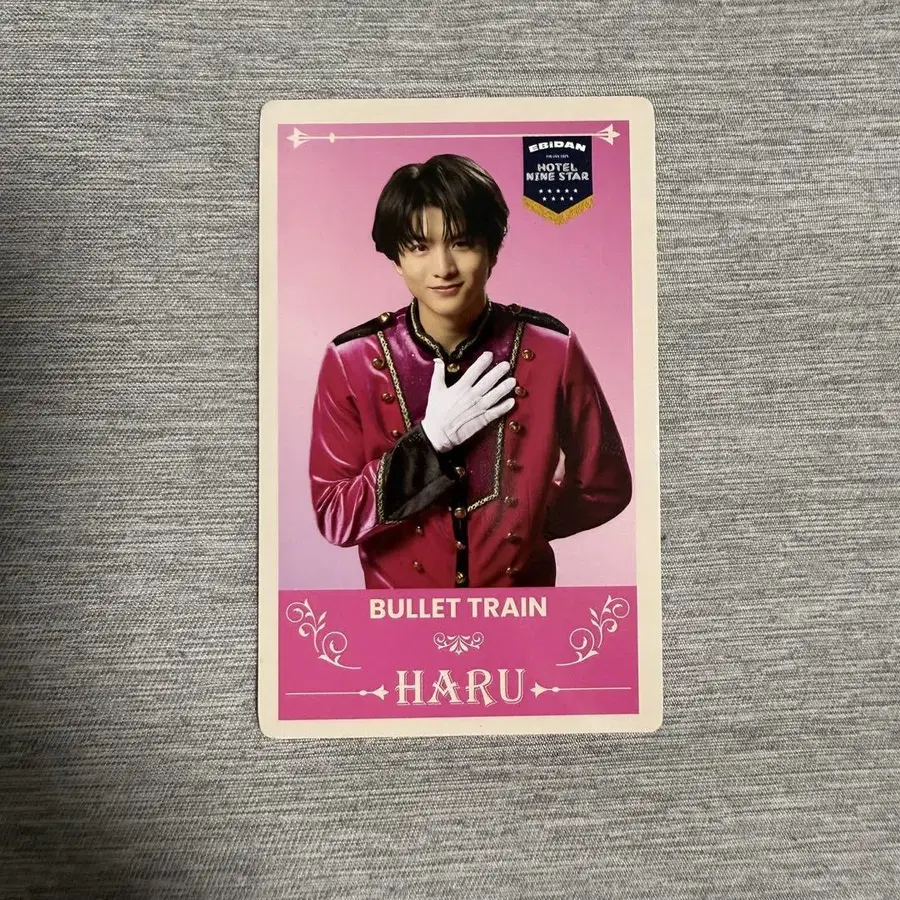 EBiDAN
HOTEL
NINE STAR
BULLET TRAIN
HARU